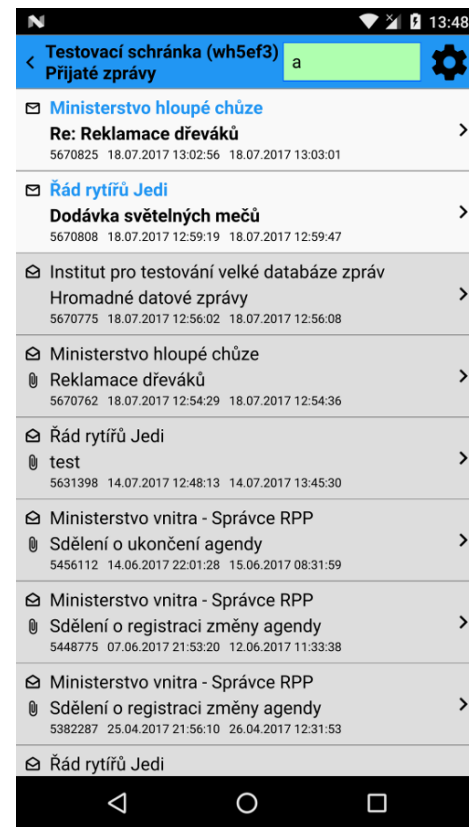 13:48
Testovací schránka (wh5ef3)
Přijaté zprávy
a
Ministerstvo hloupé chůze
Re: Reklamace dřeváků
5670825 18.07.2017 13:02:56 18.07.2017 13:03:01
Řád rytířů Jedi
Dodávka světelných mečů
5670808 18.07.2017 12:59:19 18.07.2017 12:59:47
Institut pro testování velké databáze zpráv
Hromadné datové zprávy
5670775 18.07.2017 12:56:02 18.07.2017 12:56:08
Ministerstvo hloupé chůze
Reklamace dřeváků
5670762 18.07.2017 12:54:29 18.07.2017 12:54:36
Řád rytířů Jedi
test
5631398 14.07.2017 12:48:13 14.07.2017 13:45:30
Ministerstvo vnitra - Správce RPP
Sdělení o ukončení agendy
5456112 14.06.2017 22:01:28 15.06.2017 08:31:59
Ministerstvo vnitra - Správce RPP
Sdělení o registraci změny agendy
5448775 07.06.2017 21:53:20 12.06.2017 11:33:38
Ministerstvo vnitra - Správce RPP
Sdělení o registraci změny agendy
5382287 25.04.2017 21:56:10 26.04.2017 12:31:53
Řád rytířů Jedi